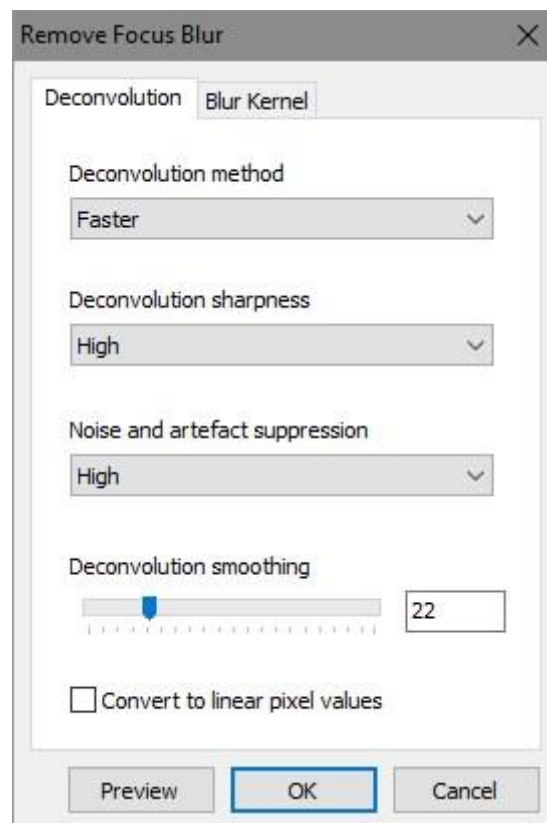 Remove Focus Blur
Deconvolution Blur Kernel
Deconvolution method
Faster
Deconvolution sharpness
High
Noise and artefact suppression
High
Deconvolution smoothing
22
Convert to linear pixel values
Preview OK Cancel